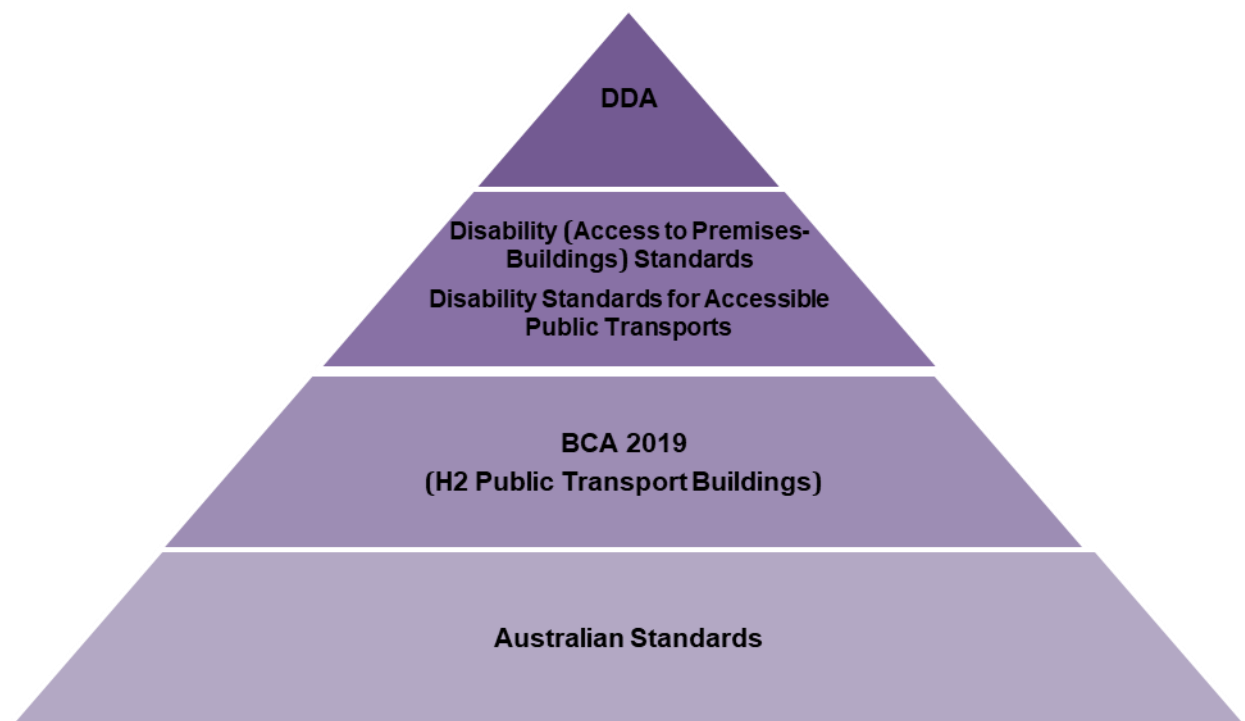 DDA
Disability (Access to Premises-
Buildings) Standards
Disability Standards for Accessible
Public Transports
BCA 2019
(H2 Public Transport Buildings)
Australian Standards